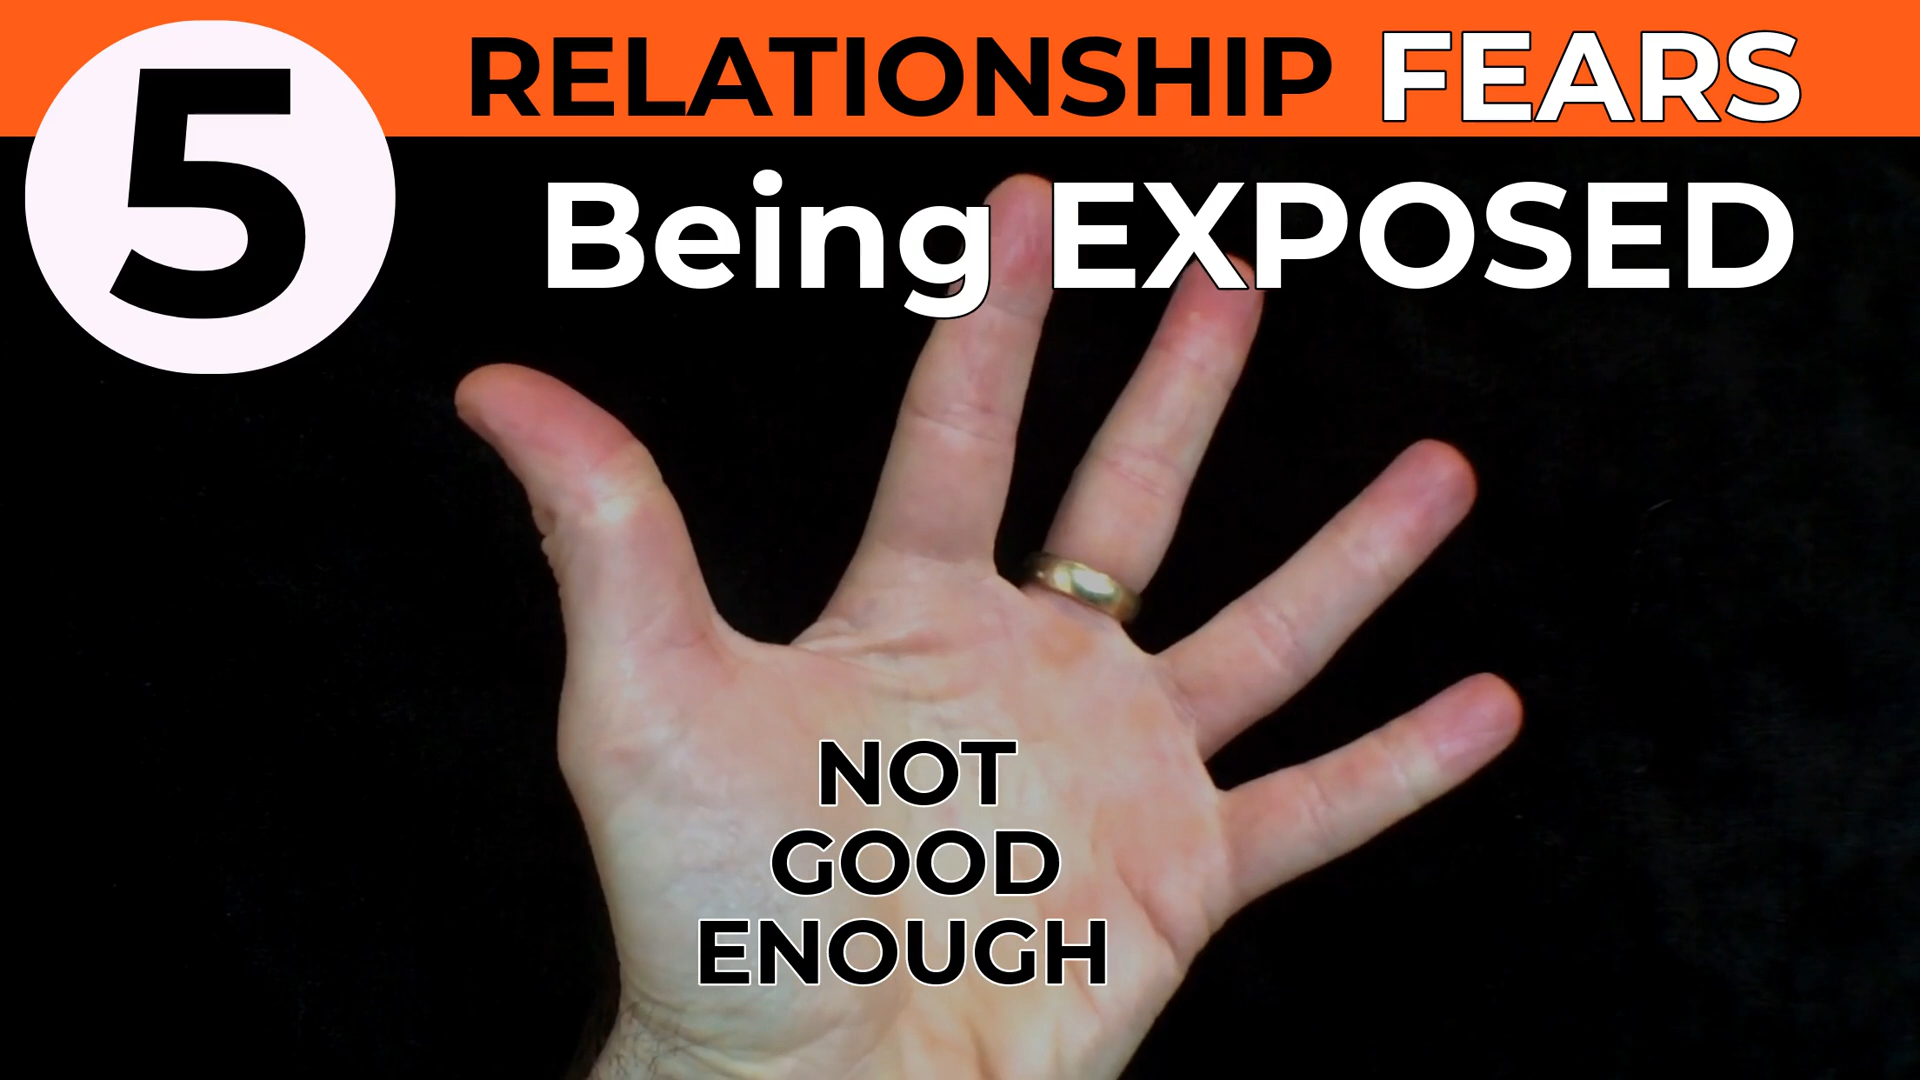 5
RELATIONSHIP FEARS
Being EXPOSED
NOT
GOOD
ENOUGH